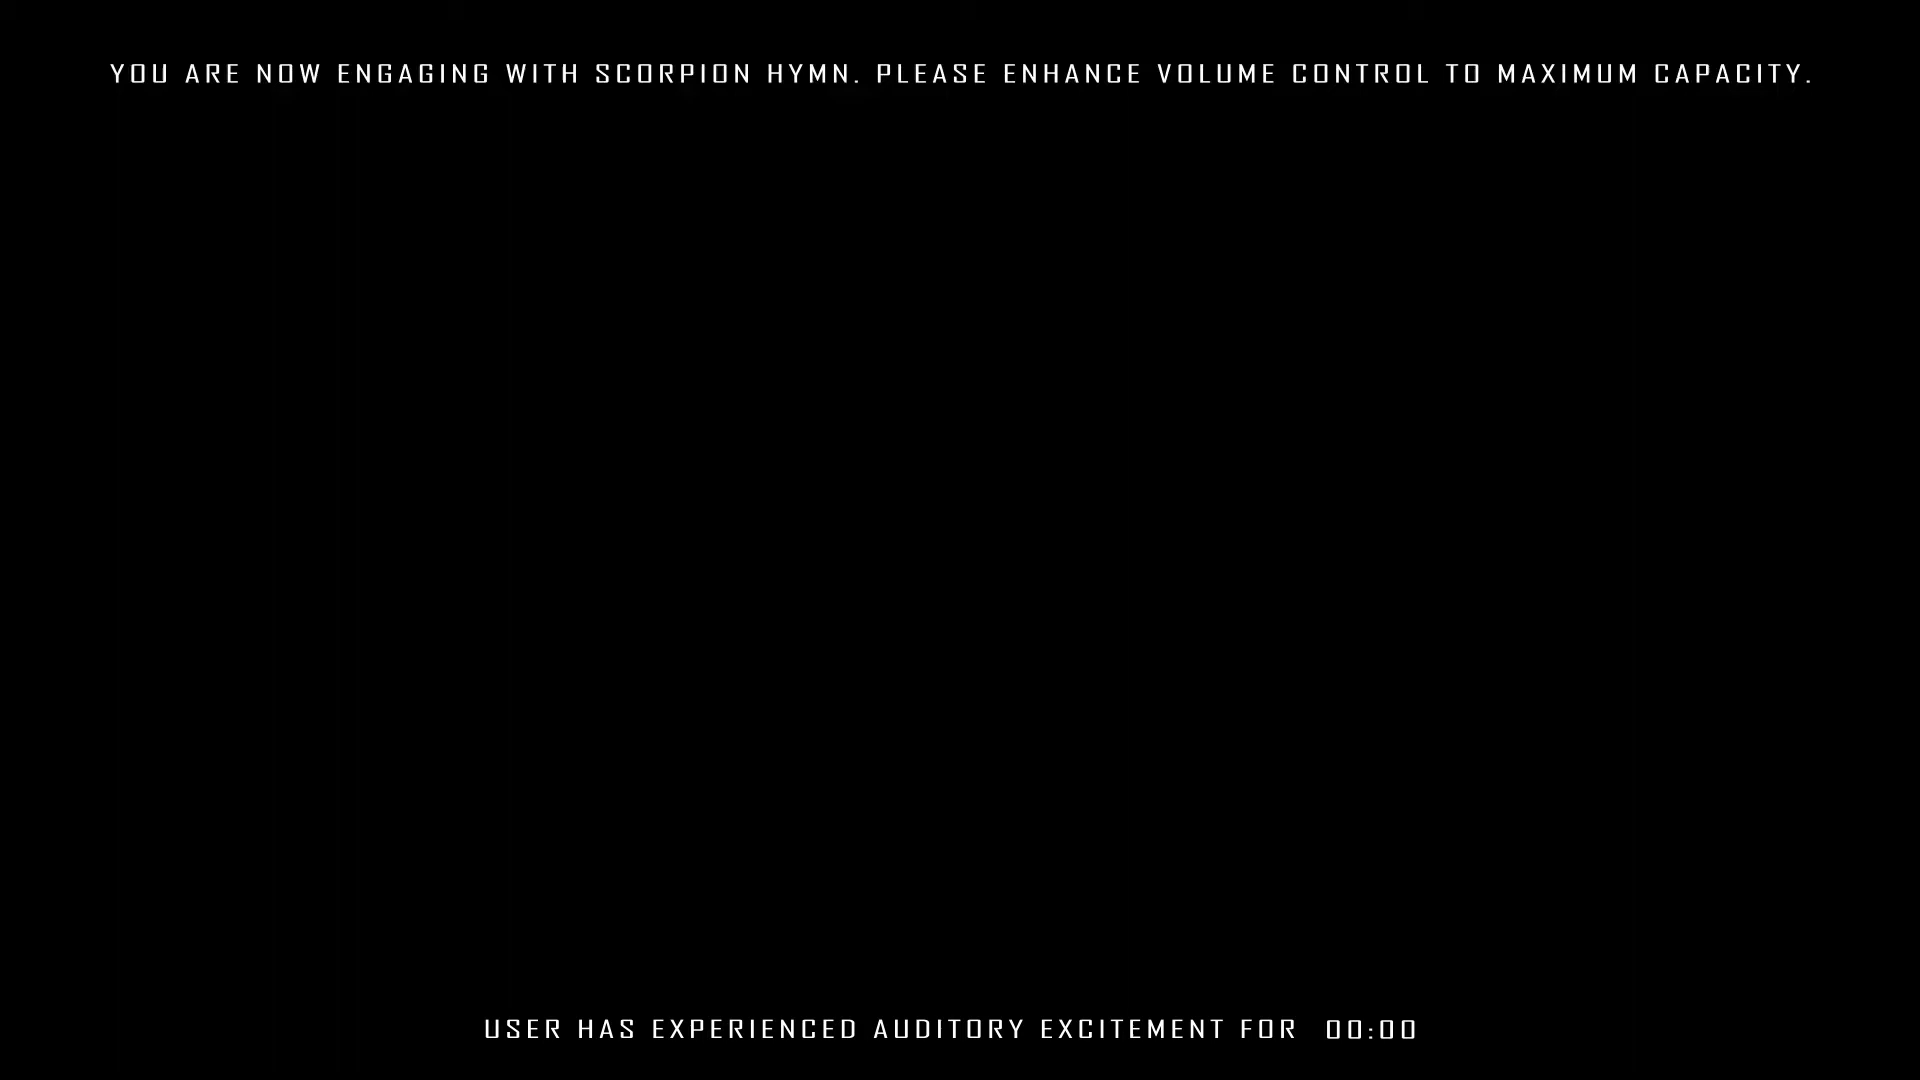 YOU ARE NOW ENGAGING WITH SCORPION HYMN. PLEASE ENHANCE VOLUME CONTROL TO MAXIMUM CAPACITY.
USER HAS EXPERIENCED AUDITORY EXCITEMENT FOR 00:00